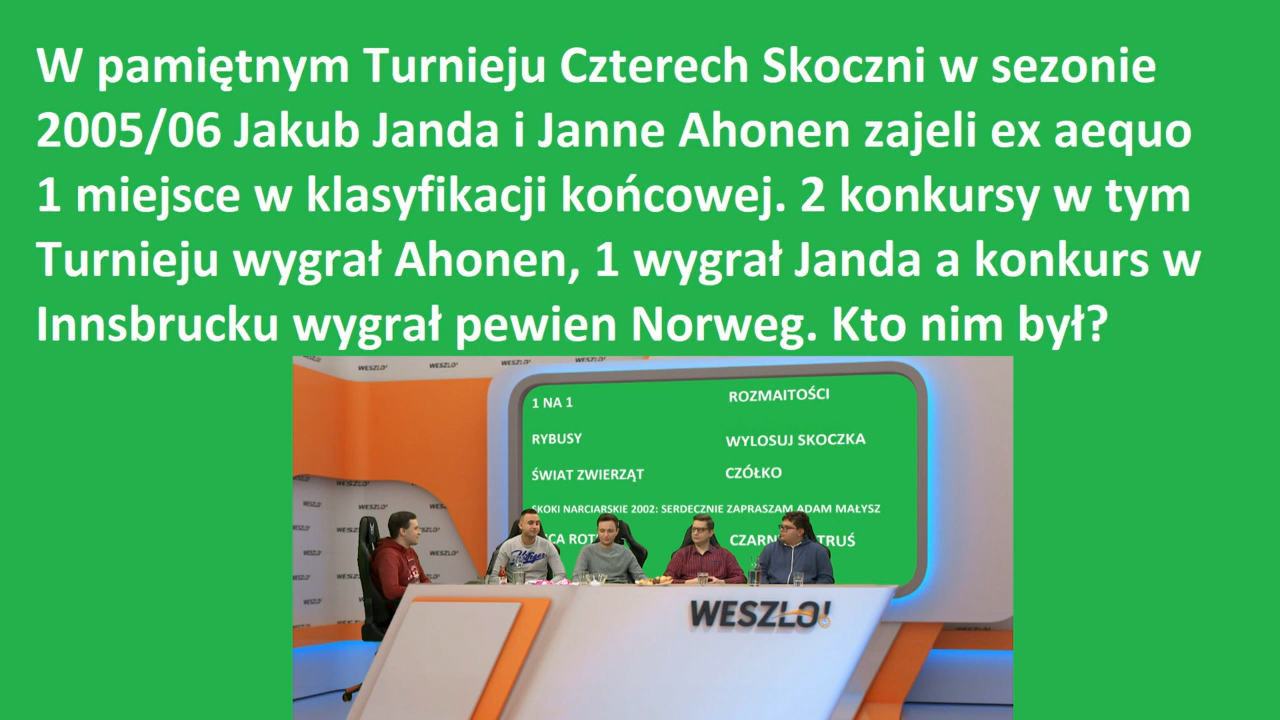 W pamiętnym Turnieju Czterech Skoczni w sezonie
2005/06 Jakub Janda i Janne Ahonen zajeli ex aequo
1 miejsce w klasyfikacji końcowej. 2 konkursy w tym
Turnieju wygrał Ahonen, 1 wygrał Janda a konkurs w
Innsbrucku wygrał pewien Norweg. Kto nim był?
WESZŁO!
1 NA 1
ROZMAITOŚCI
RYBUSY
WYLOSUJ SKOCZKA
ŚWIAT ZWIERZĄT
CZÓŁKO
SKOKI NARCIARSKIE 2002: SERDECZNIE ZAPRASZAM ADAM MAŁYSZ
WESZŁO!